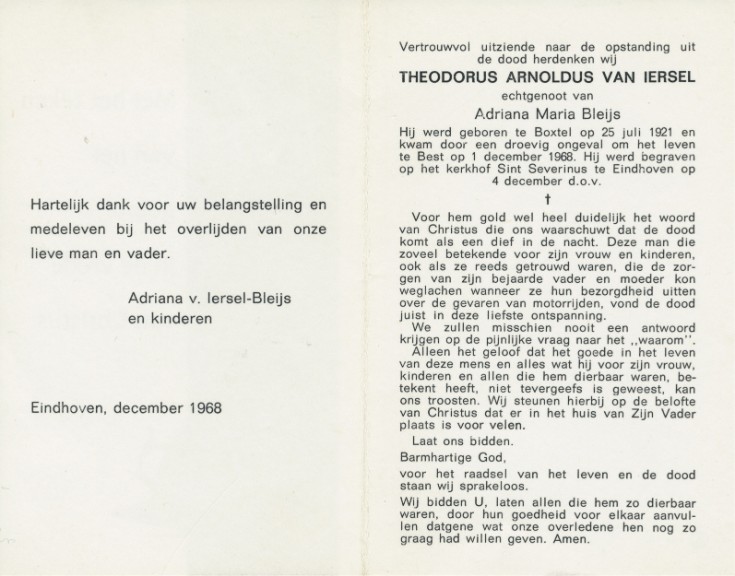 Hartelijk dank voor uw belangstelling en
medeleven bij het overlijden van onze
lieve man en vader.
Adriana v. Iersel-Bleijs
en kinderen
Eindhoven, december 1968
Vertrouwvol uitziende naar de opstanding uit
de dood herdenken wij
THEODORUS ARNOLDUS VAN IERSEL
echtgenoot van
Adriana Maria Bleijs
Hij werd geboren te Boxtel op 25 juli 1921 en
kwam door een droevig ongeval om het leven
te Best op 1 december 1968. Hij werd begraven
op het kerkhof Sint Severinus te Eindhoven op
4 december d.o.v.
†
Voor hem gold wel heel duidelijk het woord
van Christus die ons waarschuwt dat de dood
komt als een dief in de nacht. Deze man die
zoveel betekende voor zijn vrouw en kinderen,
ook als ze reeds getrouwd waren, die de zor-
gen van zijn bejaarde vader en moeder kon
weglachen wanneer ze hun bezorgdheid uitten
over de gevaren van motorrijden, vond de dood
juist in deze liefste ontspanning.
We zullen misschien nooit een antwoord
krijgen op de pijnlijke vraag naar het „waarom".
Alleen het geloof dat het goede in het leven
van deze mens en alles wat hij voor zijn vrouw,
kinderen en allen die hem dierbaar waren, be-
tekent heeft, niet tevergeefs is geweest, kan
ons troosten. Wij steunen hierbij op de belofte
van Christus dat er in het huis van Zijn Vader
plaats is voor velen.
Laat ons bidden.
Barmhartige God,
voor het raadsel van het leven en de dood
staan wij sprakeloos.
Wij bidden U, laten allen die hem zo dierbaar
waren, door hun goedheid voor elkaar aanvul-
len datgene wat onze overledene hen nog zo
graag had willen geven. Amen.